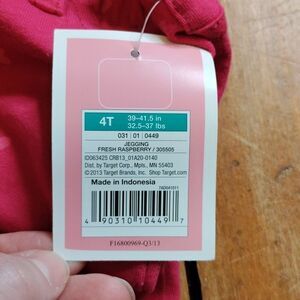 4T
39-41.5 in
32.5-37 lbs
031 | 01 | 0449
JEGGING
FRESH RASPBERRY / 305505
ID063425 CRB13_01A20-0140
Dist. by Target Corp., Mpls., MN 55403
©2013 Target Brands, Inc. Shop Target.com
Made in Indonesia
4 90310 10449 7
F16800969-Q3/13